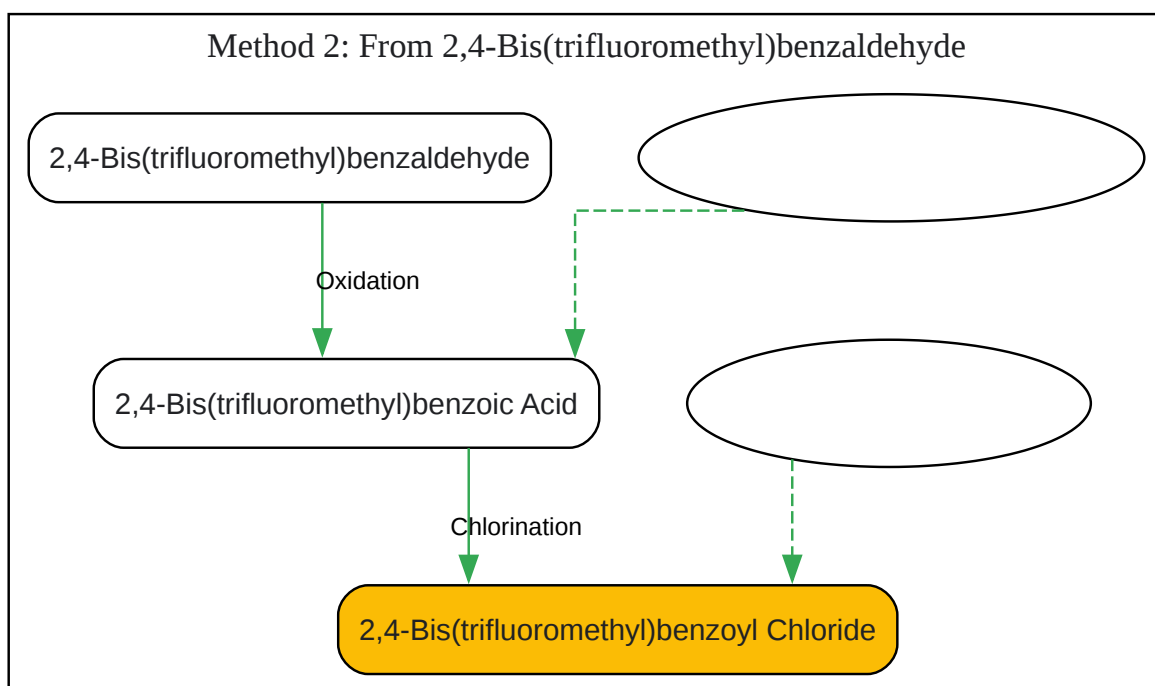 Method 2: From 2,4-Bis(trifluoromethyl)benzaldehyde
2,4-Bis(trifluoromethyl)benzaldehyde
Oxidation
2,4-Bis(trifluoromethyl)benzoic Acid
Chlorination
2,4-Bis(trifluoromethyl)benzoyl Chloride